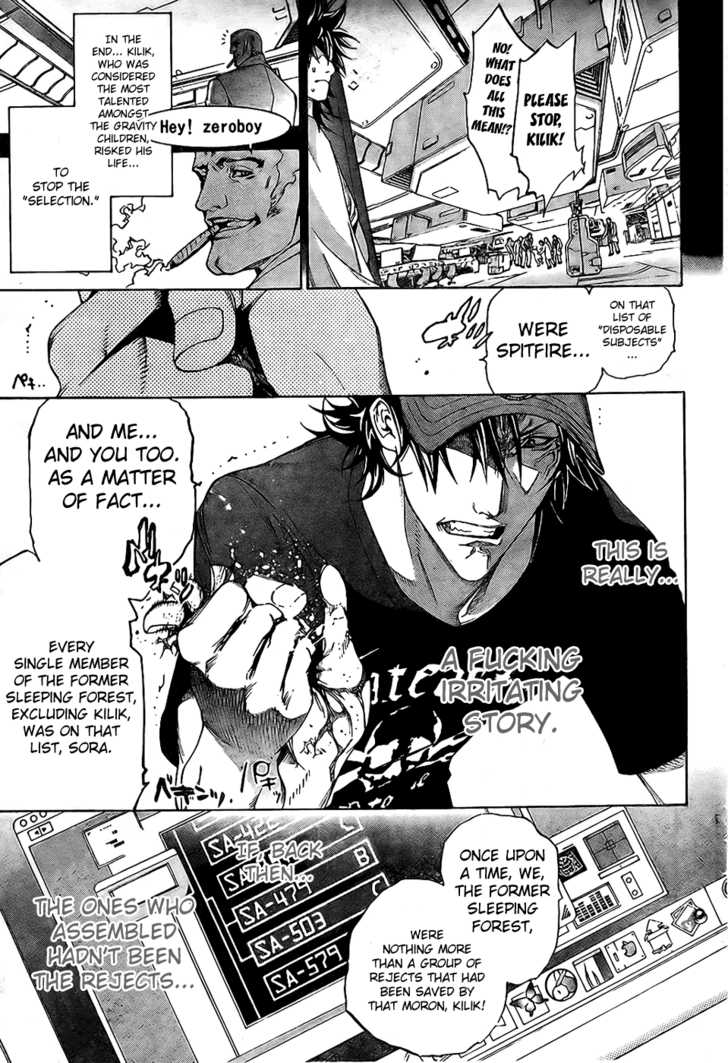 NO!
WHAT
DOES
ALL
THIS
MEAN!?
PLEASE
STOP,
KILIK!
IN THE
END... KILIK,
WHO WAS
CONSIDERED
THE MOST
TALENTED
AMONGST
THE GRAVITY
CHILDREN,
RISKED HIS
LIFE...
Hey! zeroboy
TO
STOP THE
"SELECTION."
ON THAT
LIST OF
"DISPOSABLE
SUBJECTS"
...
WERE
SPITFIRE...
AND ME...
AND YOU TOO.
AS A MATTER
OF FACT...
THIS IS
REALLY...
A FUCKING
IRRITATING
STORY.
EVERY
SINGLE MEMBER
OF THE FORMER
SLEEPING FOREST,
EXCLUDING KILIK,
WAS ON THAT
LIST, SORA.
ONCE UPON
A TIME, WE,
THE FORMER
SLEEPING
FOREST,
WERE
NOTHING MORE
THAN A GROUP OF
REJECTS THAT HAD
BEEN SAVED BY
THAT MORON, KILIK!
IF, BACK
THEN...
THE ONES WHO
ASSEMBLED
HADN'T BEEN
THE REJECTS...
SA-422
C
SA-479
B
SA-503
C
SA-579